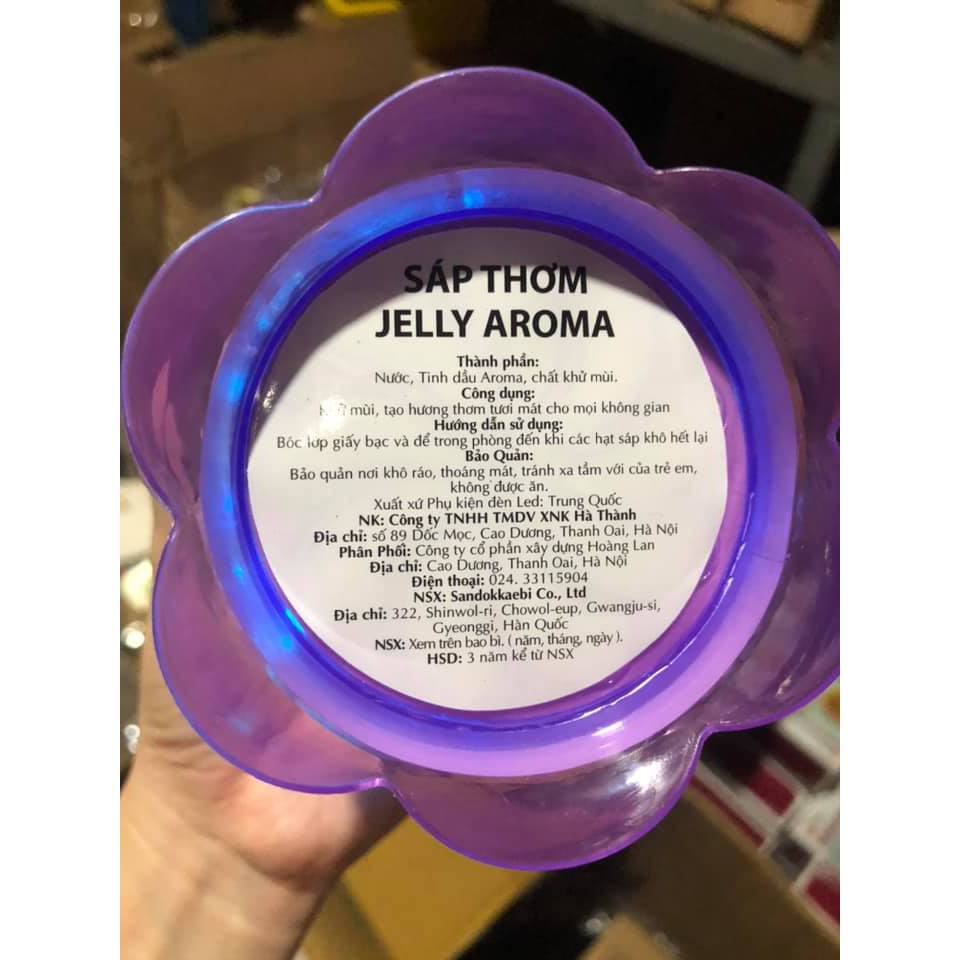 SÁP THƠM
JELLY AROMA
Thành phần:
Nước, Tinh dầu Aroma, chất khử mùi.
Công dụng:
Khử mùi, tạo hương thơm tươi mát cho mọi không gian
Hướng dẫn sử dụng:
Bóc lớp giấy bạc và để trong phòng đến khi các hạt sáp khô hết lại
Bảo Quản:
Bảo quản nơi khô ráo, thoáng mát, tránh xa tầm với của trẻ em,
không được ăn.
Xuất xứ Phụ kiện đèn Led: Trung Quốc
NK: Công ty TNHH TMDV XNK Hà Thành
Địa chỉ: số 89 Dốc Mọc, Cao Dương, Thanh Oai, Hà Nội
Phân Phối: Công ty cổ phần xây dựng Hoàng Lan
Địa chỉ: Cao Dương, Thanh Oai, Hà Nội
Điện thoại: 024. 33115904
NSX: Sandokkaebi Co., Ltd
Địa chỉ: 322, Shinwol-ri, Chowol-eup, Gwangju-si,
Gyeonggi, Hàn Quốc
NSX: Xem trên bao bì. ( năm, tháng, ngày ).
HSD: 3 năm kể từ NSX